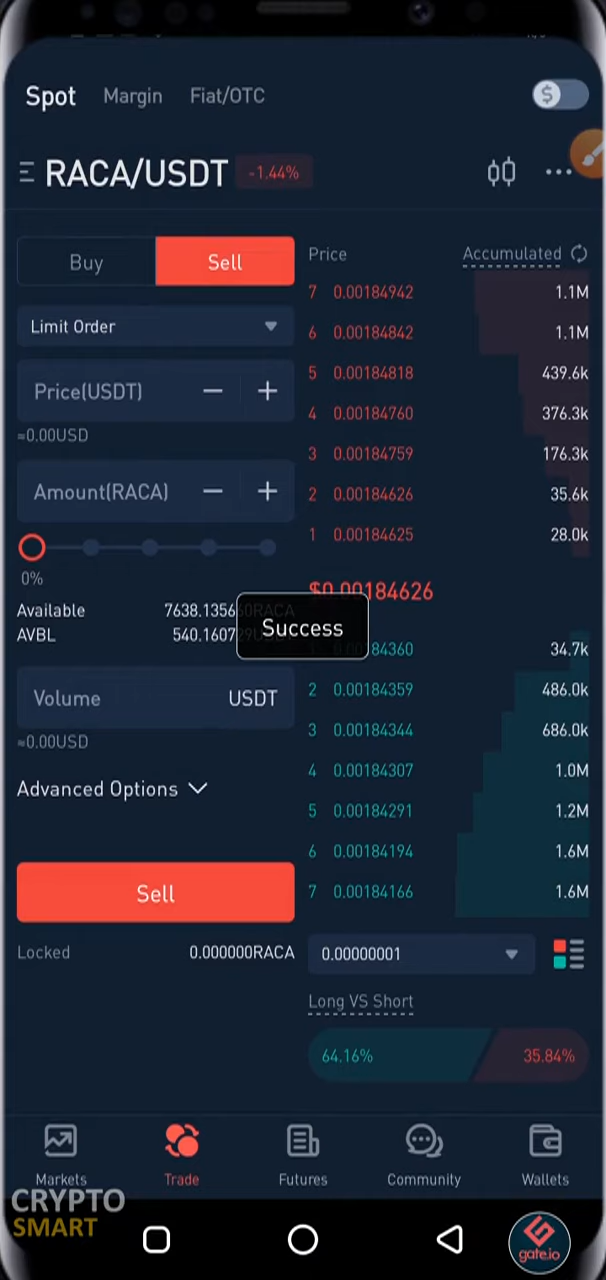 Spot Margin Fiat/OTC
$
RACA/USDT -1.44%
Buy Sell
Limit Order
Price(USDT)
≈0.00USD
Amount(RACA)
0%
Available 7638.1356
AVBL 540.1607
Volume USDT
≈0.00USD
Advanced Options
Sell
Locked 0.000000RACA
Price Accumulated
7 0.00184942 1.1M
6 0.00184842 1.1M
5 0.00184818 439.6k
4 0.00184760 376.3k
3 0.00184759 176.3k
2 0.00184626 35.6k
1 0.00184625 28.0k
$0.00184626
Success
84360 34.7k
2 0.00184359 486.0k
3 0.00184344 686.0k
4 0.00184307 1.0M
5 0.00184291 1.2M
6 0.00184194 1.6M
7 0.00184166 1.6M
0.00000001
Long VS Short
64.16% 35.84%
Markets Trade Futures Community Wallets
CRYPTO
SMART
gate.io